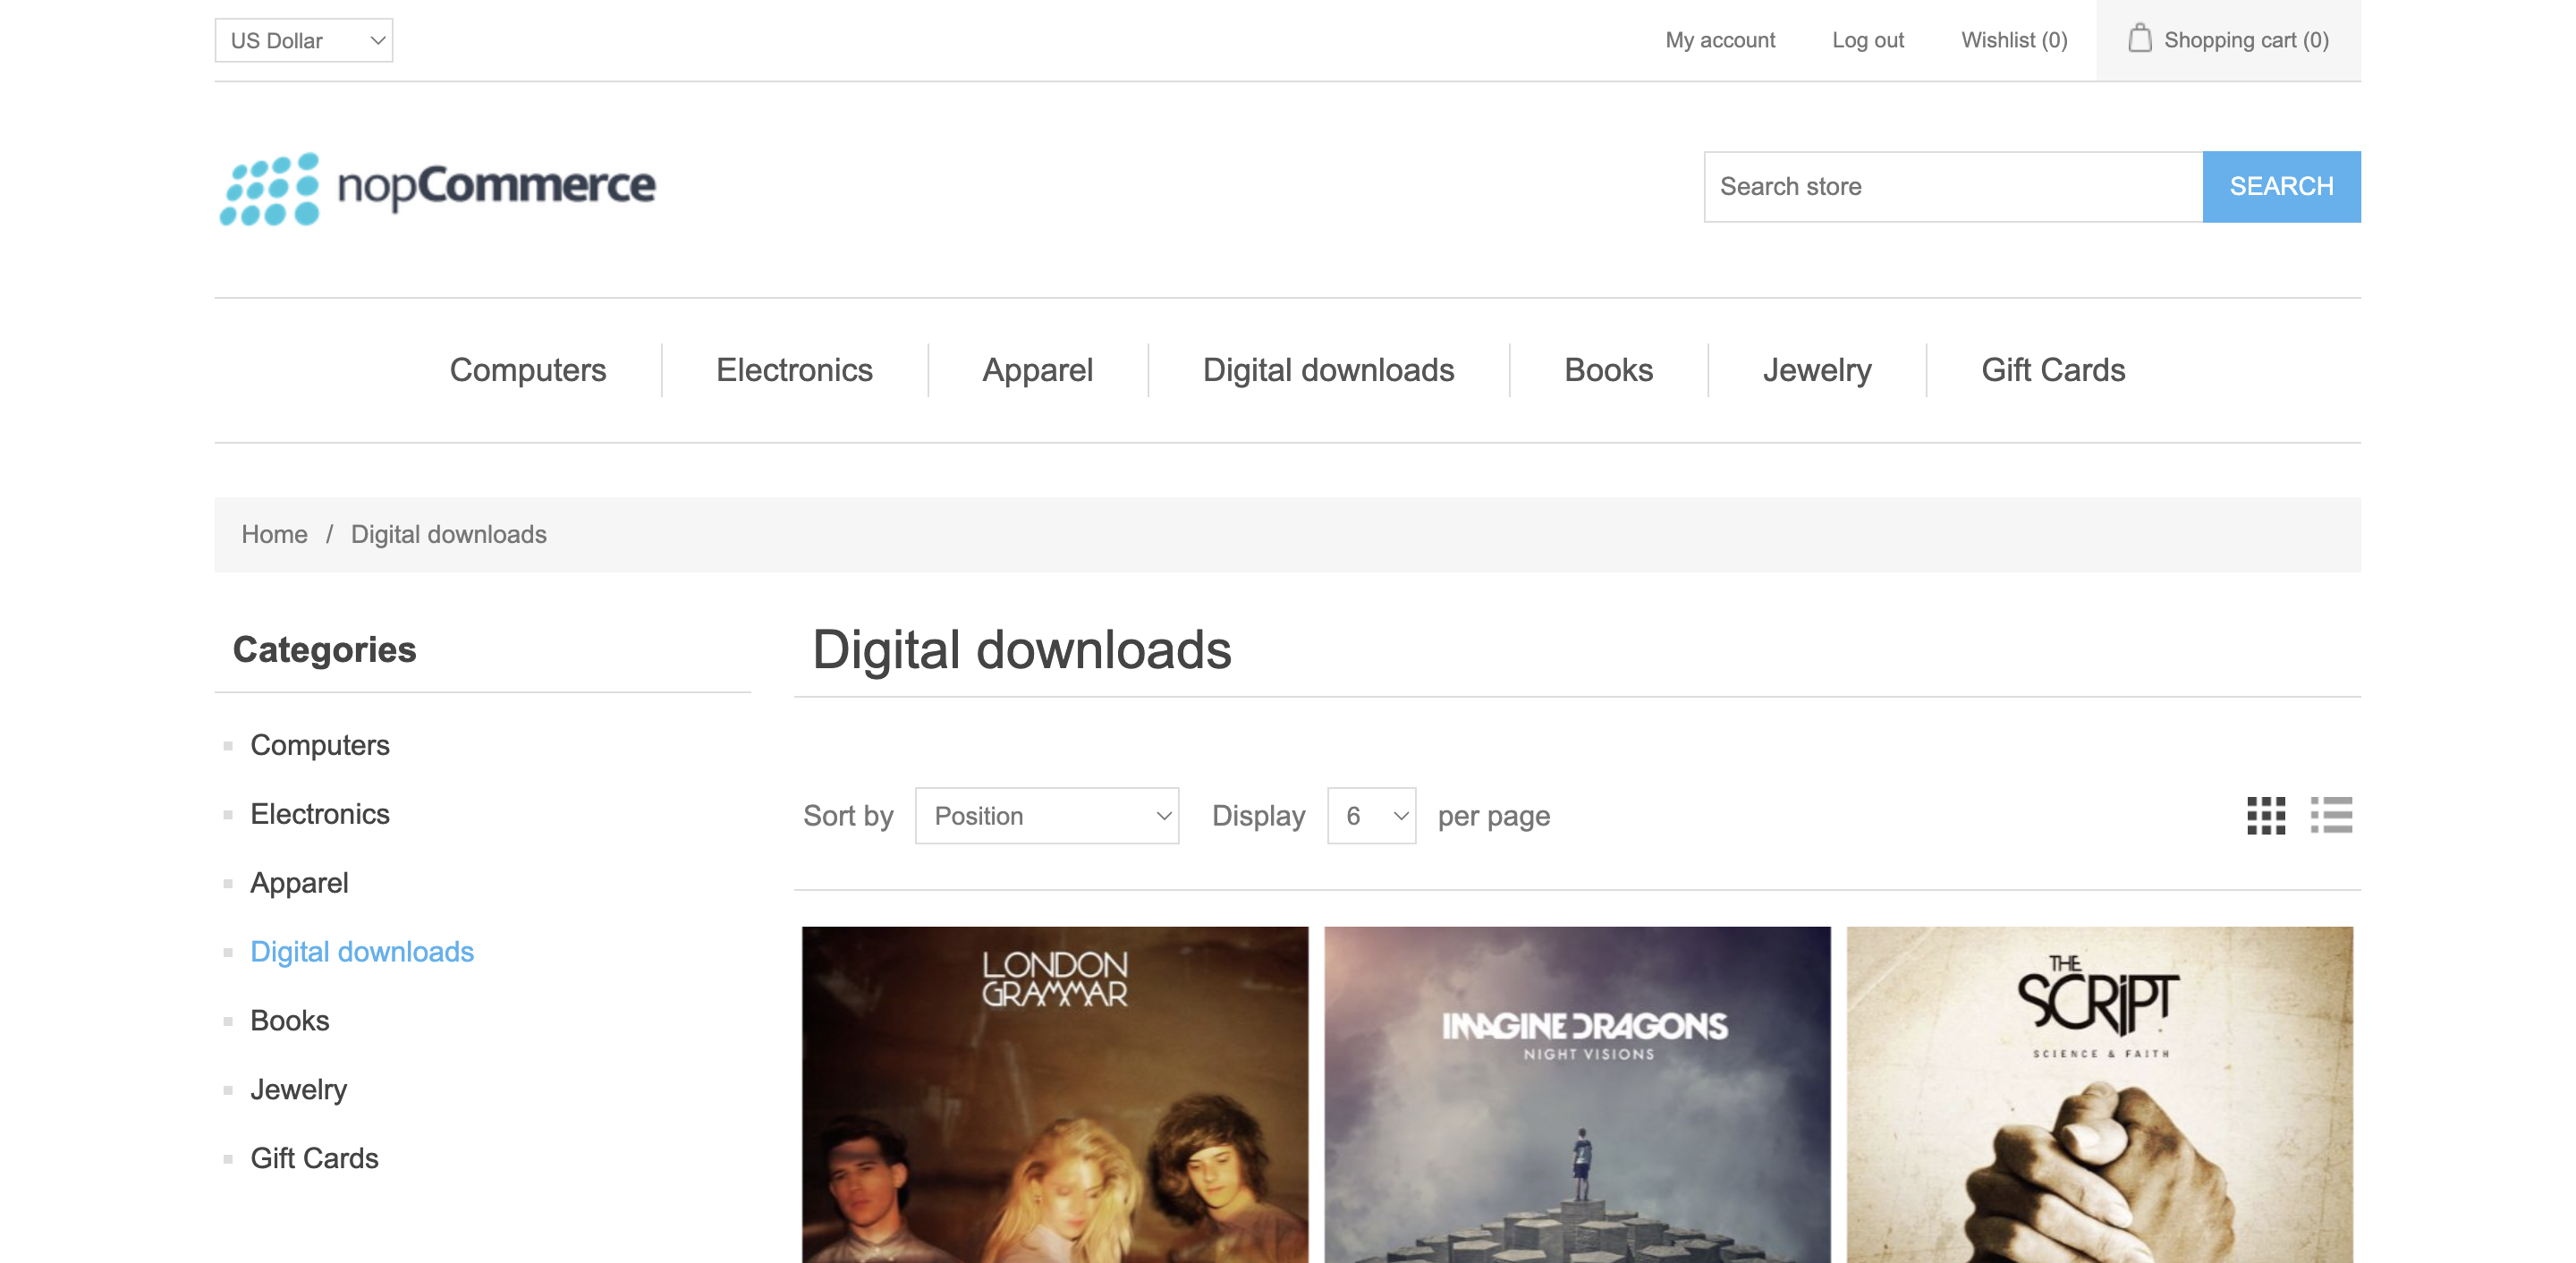 US Dollar
My account
Log out
Wishlist (0)
Shopping cart (0)
nopCommerce
Search store
SEARCH
Computers
Electronics
Apparel
Digital downloads
Books
Jewelry
Gift Cards
Home / Digital downloads
Categories
Computers
Electronics
Apparel
Digital downloads
Books
Jewelry
Gift Cards
Digital downloads
Sort by Position Display 6 per page
LONDON
GRAMMAR
IMAGINE DRAGONS
NIGHT VISIONS
THE
SCRIPT
SCIENCE & FAITH